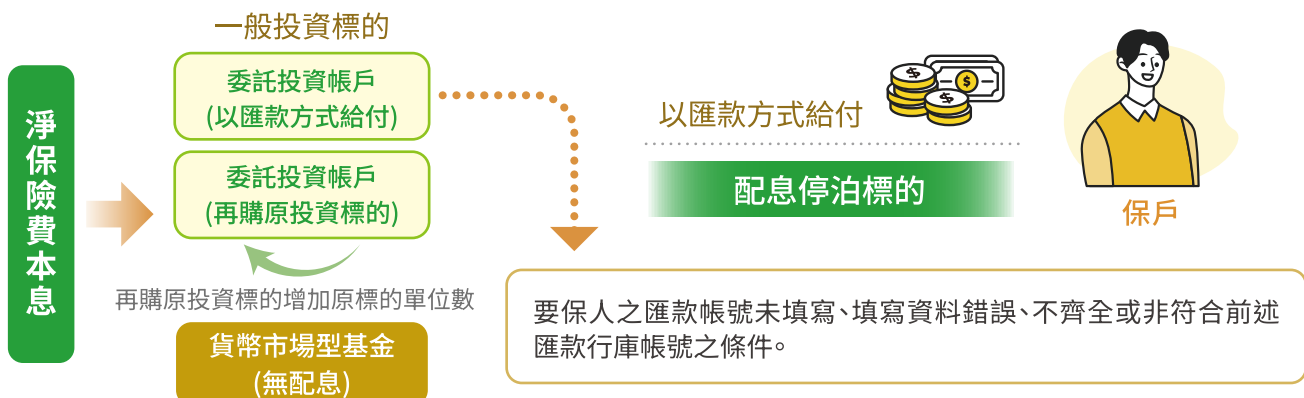 淨保險費本息
一般投資標的
委託投資帳戶
(以匯款方式給付)
委託投資帳戶
(再購原投資標的)
再購原投資標的增加原標的單位數
貨幣市場型基金
(無配息)
以匯款方式給付
配息停泊標的
保戶
要保人之匯款帳號未填寫、填寫資料錯誤、不齊全或非符合前述
匯款行庫帳號之條件。